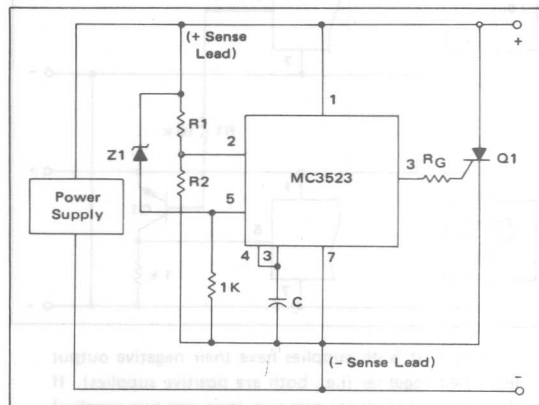 (+ Sense
Lead)
+
1
R1
2
Z1
MC3523
3
RG
Q1
R2
Power
Supply
5
4
3
7
1K
C
(– Sense Lead)
–